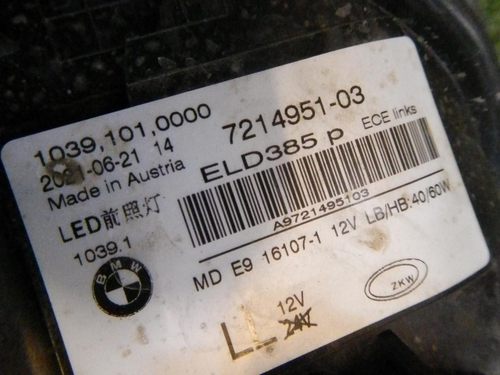 1039,101,0000
2021-06-21 14
Made in Austria
LED前照灯
1039.1
BMW
7214951-03
ELD385 p ECE links
A9721495103
MD E9 16107-1 12V LB/HB:40/60W
ZKW
12V
24V
LL